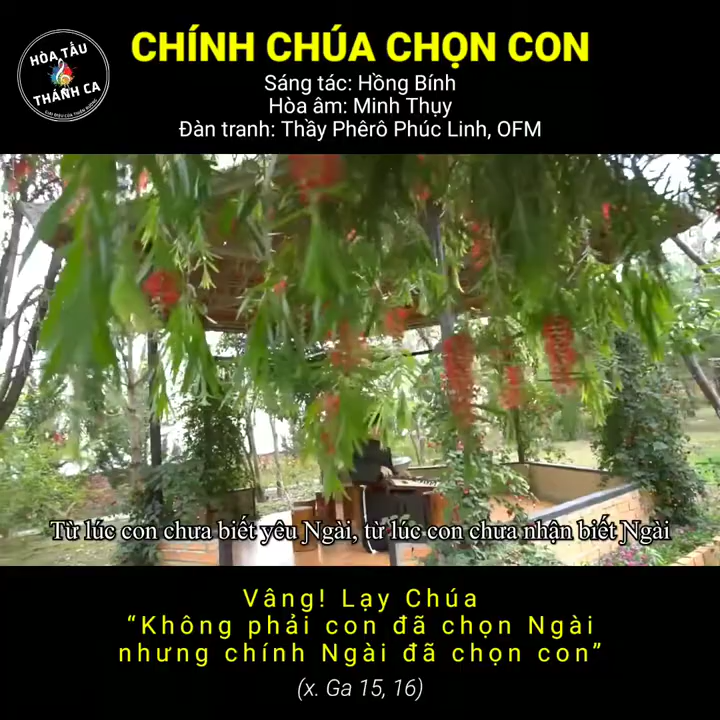 HÒA TẤU
THÁNH CA
CHÍNH CHÚA CHỌN CON
Sáng tác: Hồng Bính
Hòa âm: Minh Thụy
Đàn tranh: Thầy Phêrô Phúc Linh, OFM
Từ lúc con chưa biết yêu Ngài, từ lúc con chưa nhận biết Ngài
Vâng! Lạy Chúa
“Không phải con đã chọn Ngài
nhưng chính Ngài đã chọn con”
(x. Ga 15, 16)